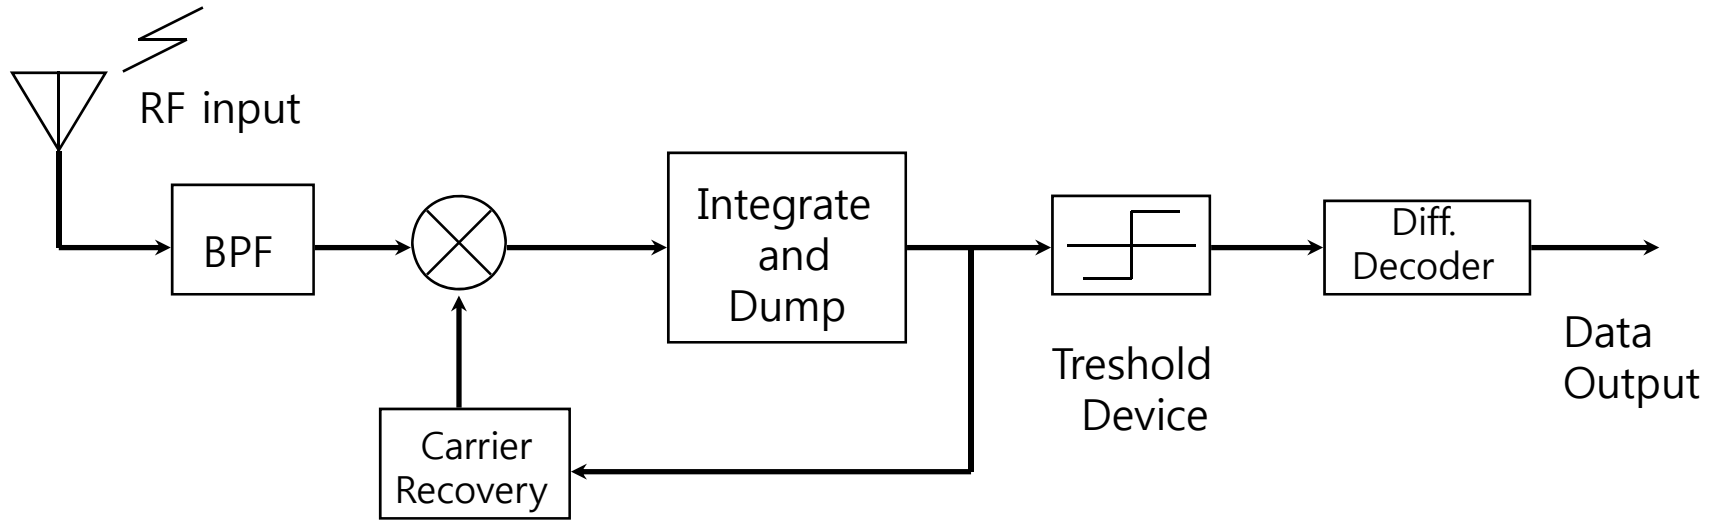 RF input
BPF
Integrate
and
Dump
Diff.
Decoder
Treshold
Device
Data
Output
Carrier
Recovery